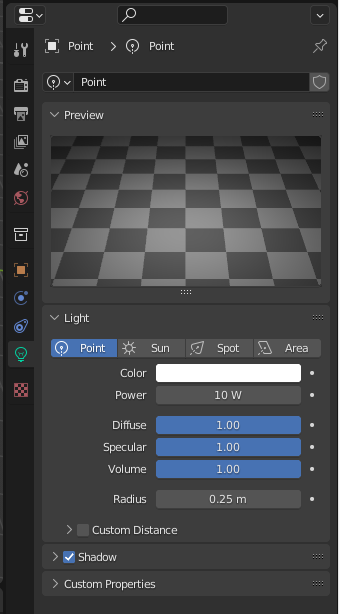 Point > Point
Point
Preview
Light
Point Sun Spot Area
Color
Power 10 W
Diffuse 1.00
Specular 1.00
Volume 1.00
Radius 0.25 m
Custom Distance
Shadow
Custom Properties